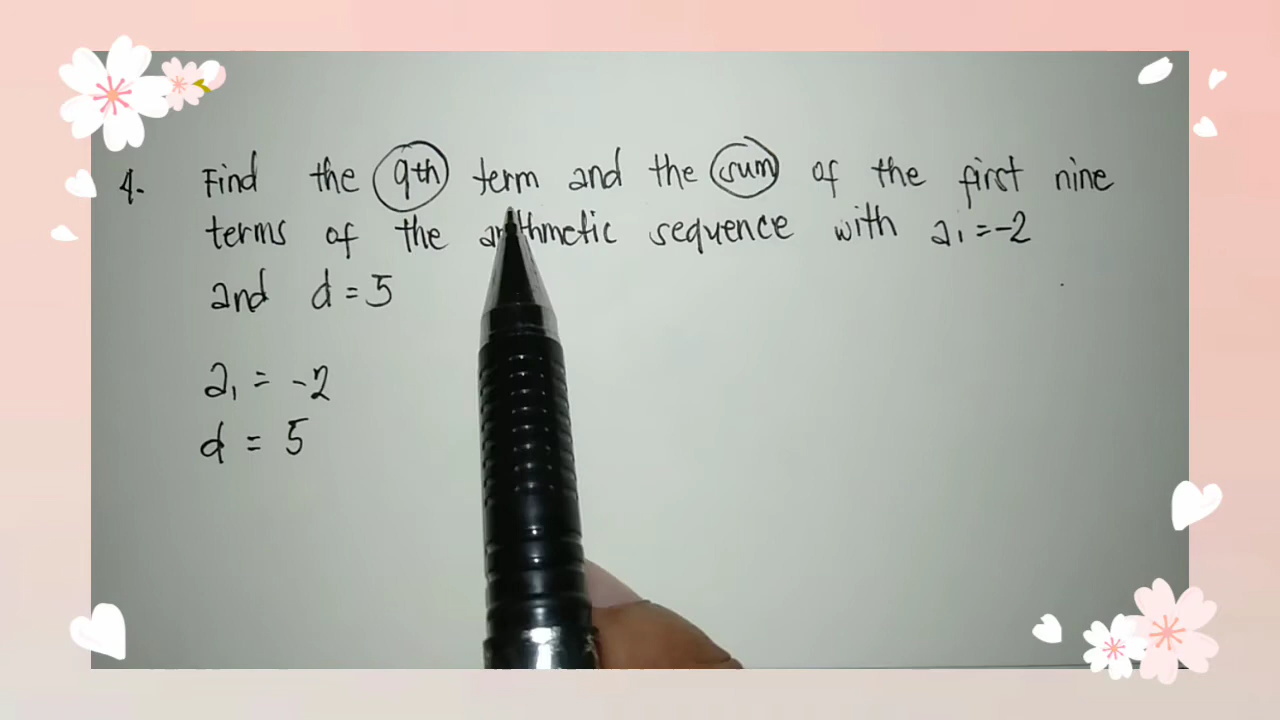 4. Find the 9th term and the sum of the first nine
terms of the arithmetic sequence with a₁ = -2
and d = 5
a₁ = -2
d = 5